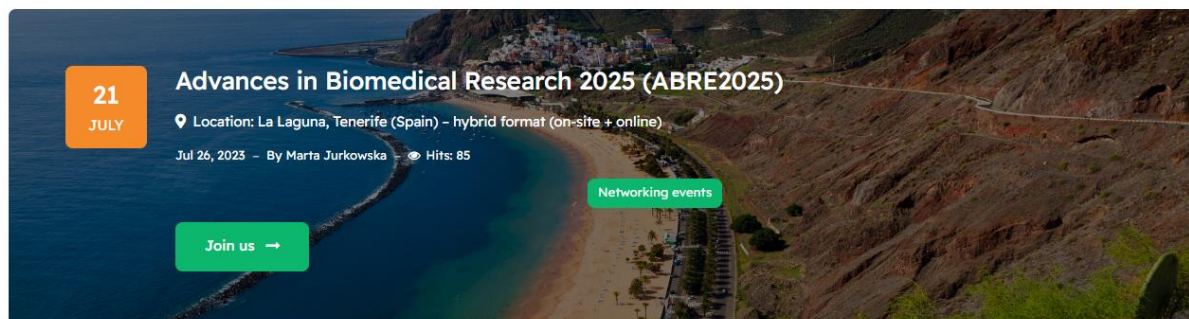 21
JULY
Advances in Biomedical Research 2025 (ABRE2025)
Location: La Laguna, Tenerife (Spain) – hybrid format (on-site + online)
Jul 26, 2023 – By Marta Jurkowska – Hits: 85
Networking events
Join us →